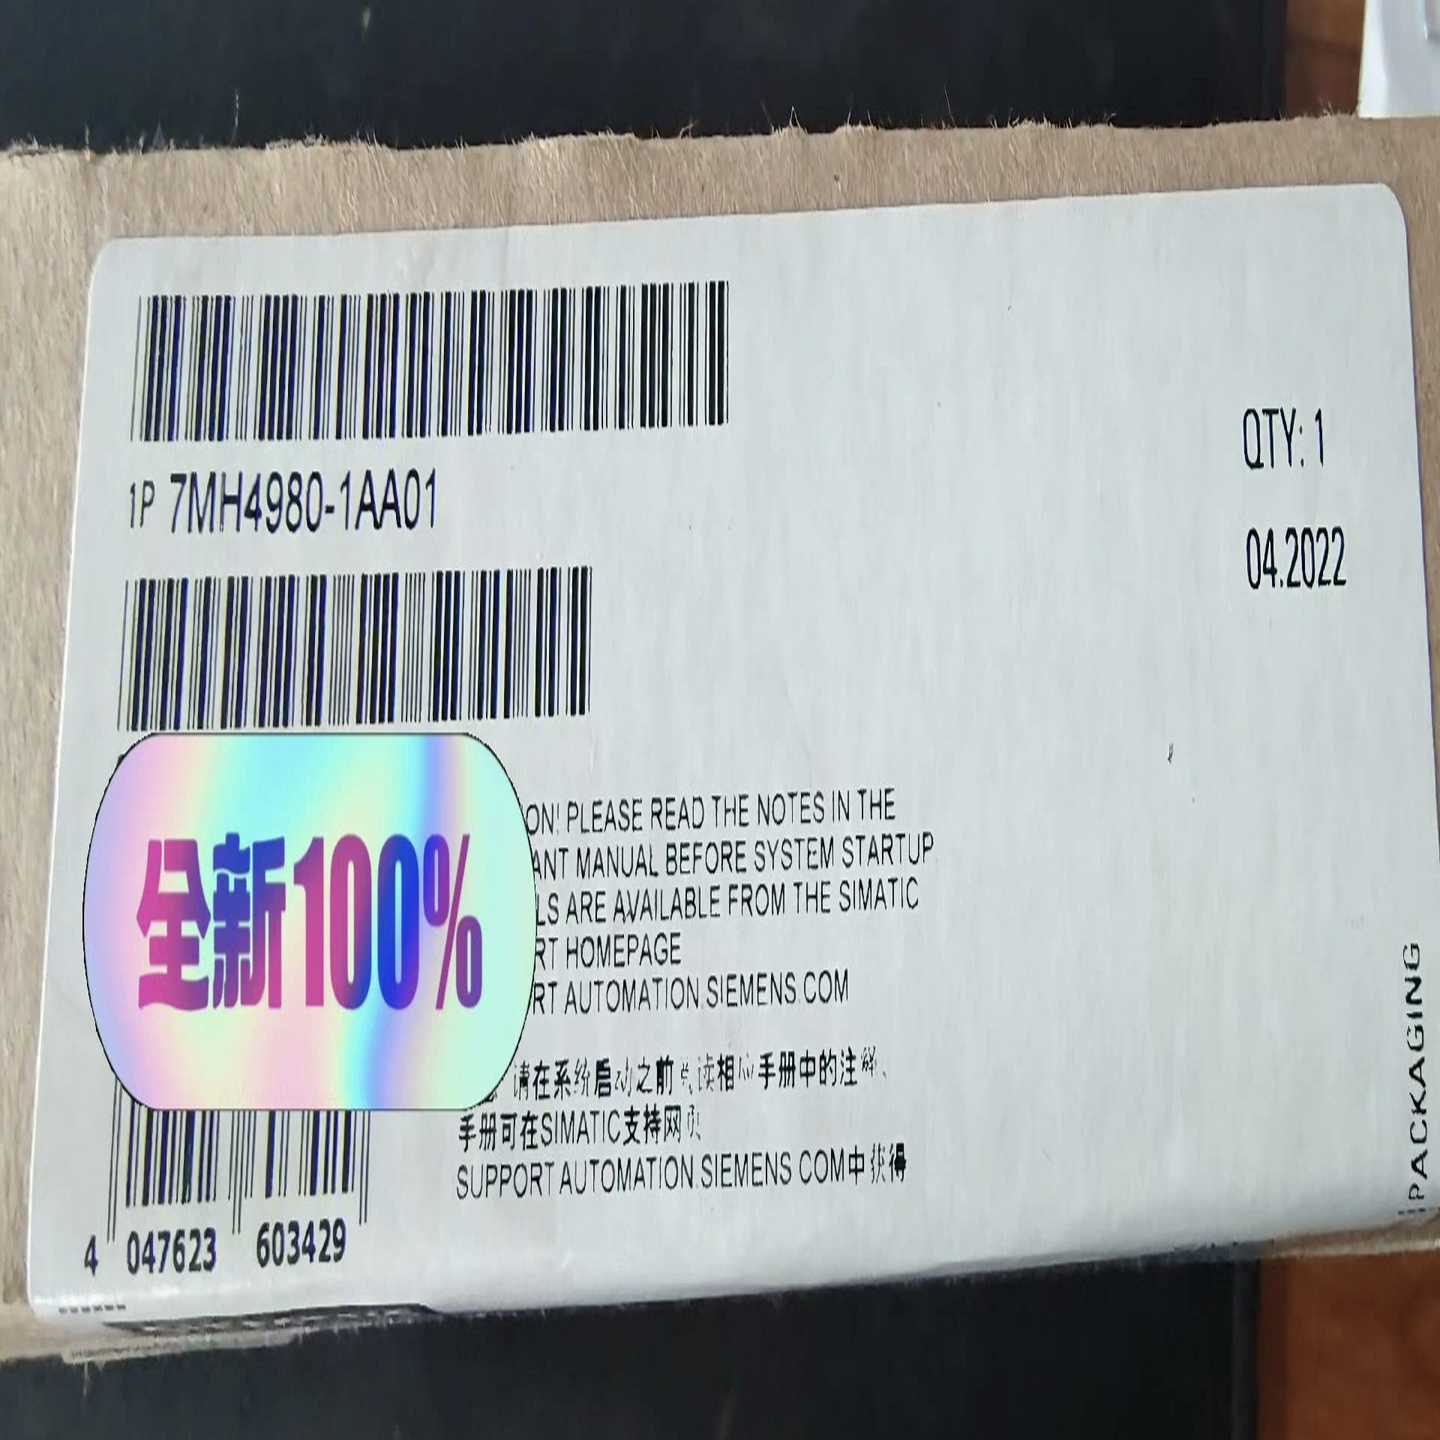 1P 7MH4980-1AA01
QTY: 1
04.2022
全新100%
ON! PLEASE READ THE NOTES IN THE
ANT MANUAL BEFORE SYSTEM STARTUP
LS ARE AVAILABLE FROM THE SIMATIC
RT HOMEPAGE
RT AUTOMATION.SIEMENS.COM
请在系统启动之前阅读相应手册中的注释、
手册可在SIMATIC支持网页
SUPPORT AUTOMATION.SIEMENS.COM中获得
4 047623 603429
PACKAGING